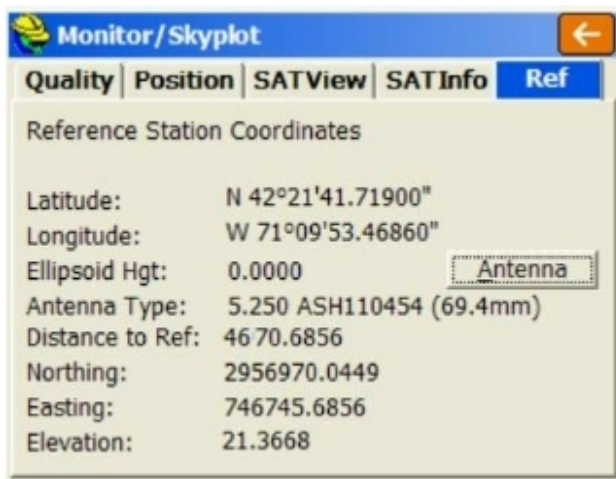 Monitor/Skyplot
Quality Position SATView SATInfo Ref
Reference Station Coordinates
Latitude: N 42°21'41.71900"
Longitude: W 71°09'53.46860"
Ellipsoid Hgt: 0.0000 Antenna
Antenna Type: 5.250 ASH110454 (69.4mm)
Distance to Ref: 4670.6856
Northing: 2956970.0449
Easting: 746745.6856
Elevation: 21.3668